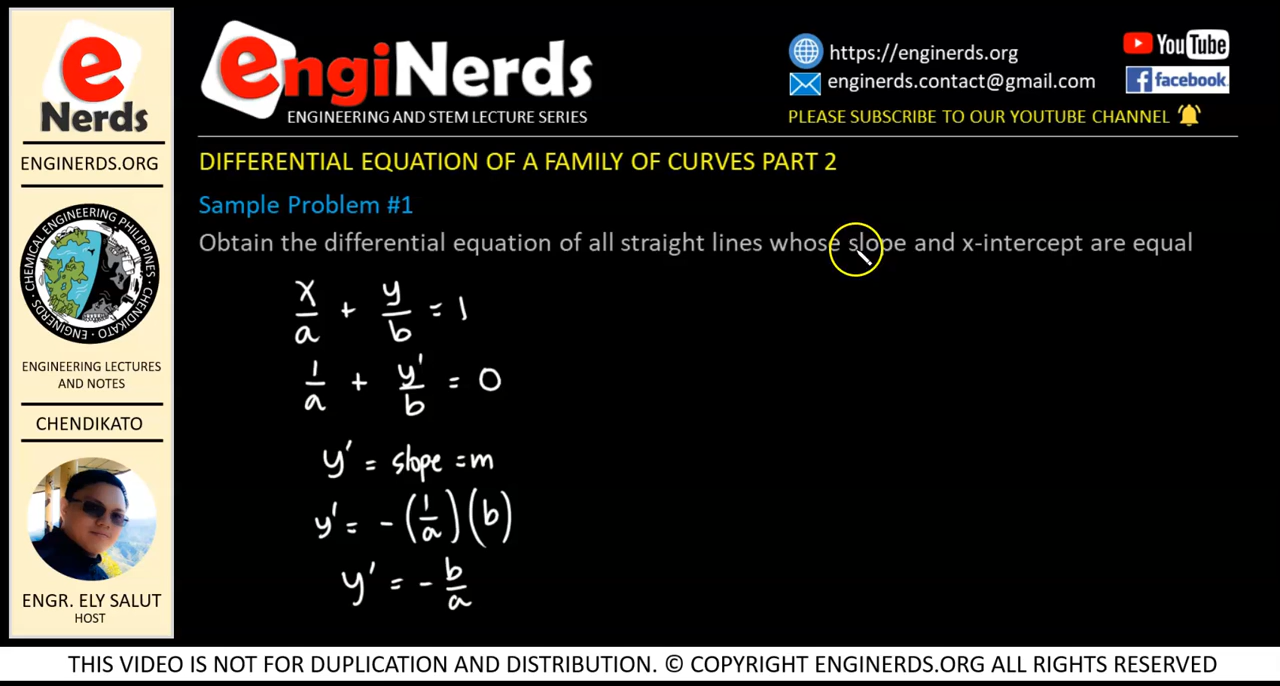 e
Nerds
ENGINERDS.ORG
CHEMICAL ENGINEERING PHILIPPINES
CHENDIKATO. ENGINERDS.ORG
ENGINEERING LECTURES
AND NOTES
CHENDIKATO
ENGR. ELY SALUT
HOST
engiNerds
ENGINEERING AND STEM LECTURE SERIES
https://enginerds.org
enginerds.contact@gmail.com
YouTube
facebook
PLEASE SUBSCRIBE TO OUR YOUTUBE CHANNEL
DIFFERENTIAL EQUATION OF A FAMILY OF CURVES PART 2
Sample Problem #1
Obtain the differential equation of all straight lines whose slope and x-intercept are equal
x/a + y/b = 1
1/a + y'/b = 0
y' = slope = m
y' = - (1/a)(b)
y' = - b/a
THIS VIDEO IS NOT FOR DUPLICATION AND DISTRIBUTION. © COPYRIGHT ENGINERDS.ORG ALL RIGHTS RESERVED